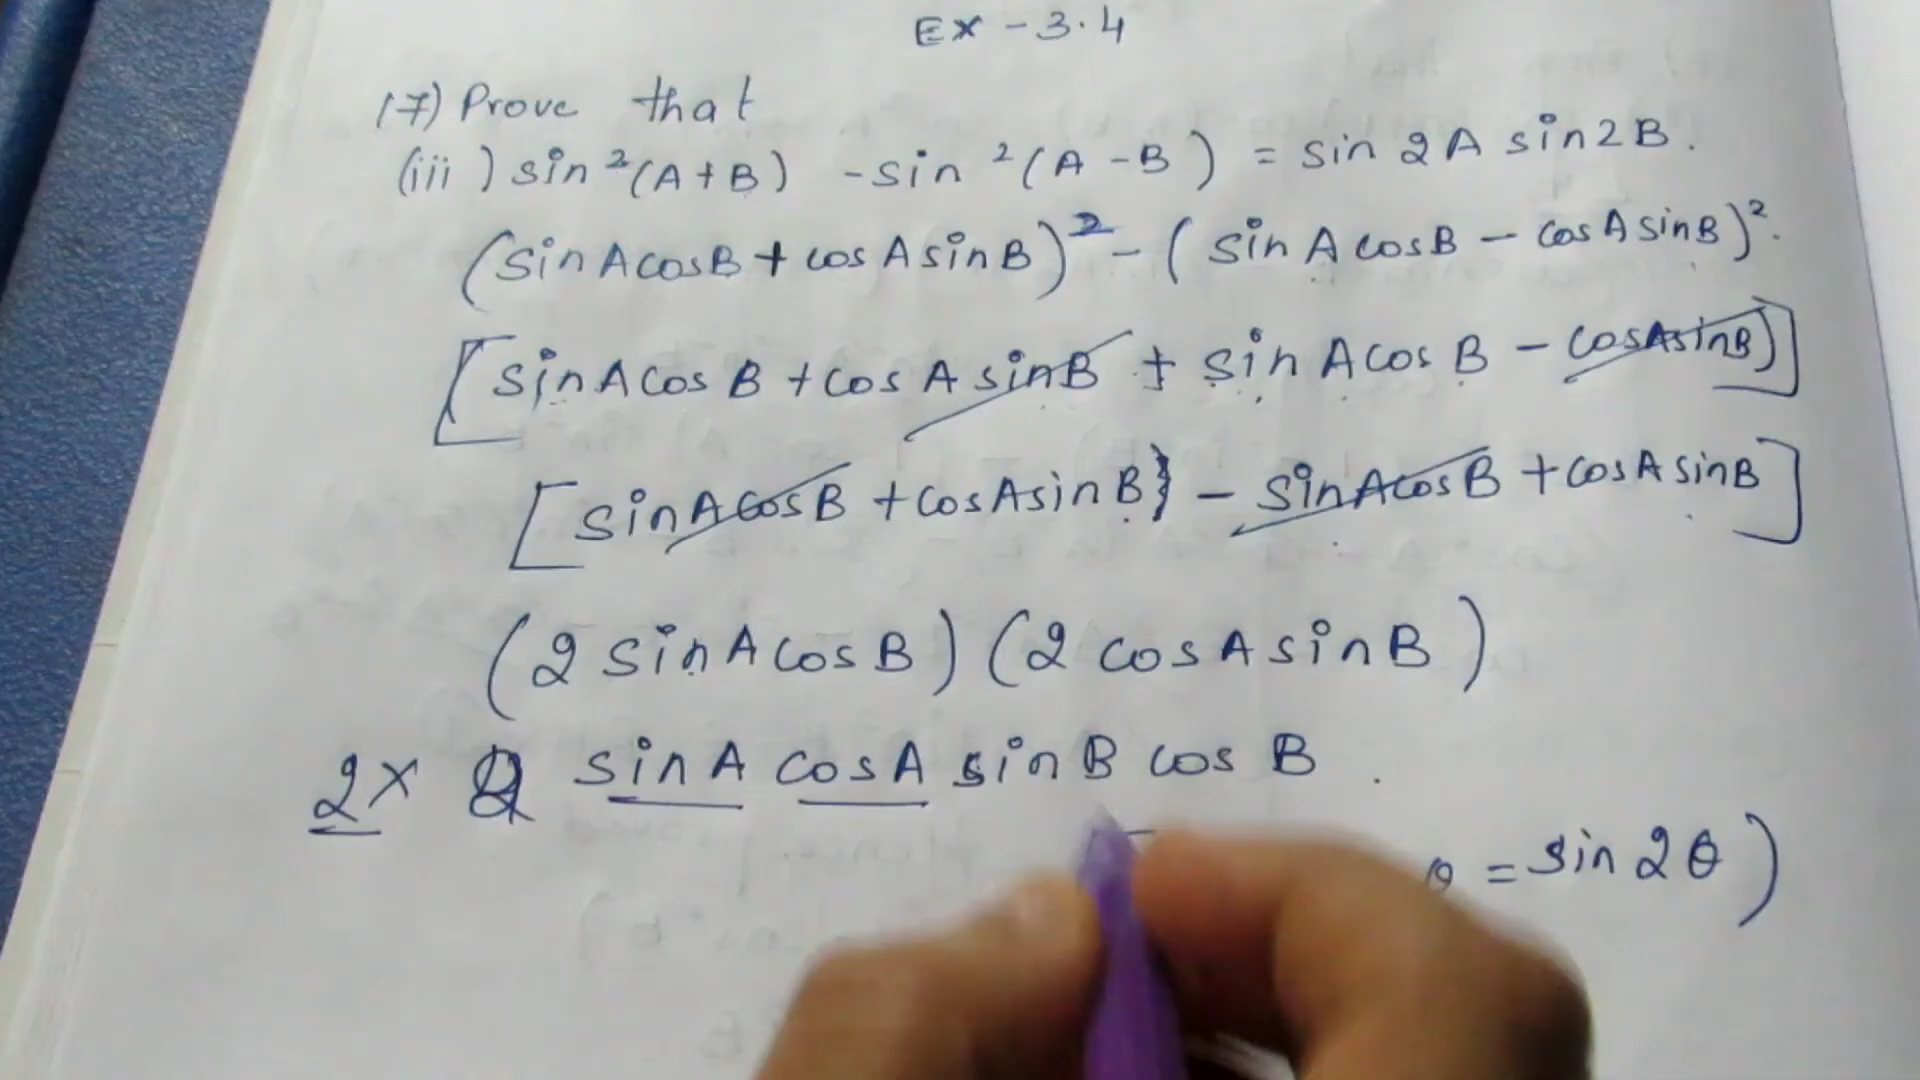 EX - 3.4
17) Prove that
(iii) sin²(A+B) - sin²(A-B) = sin 2A sin2B.
(sinAcosB + cosAsinB)² - (sinAcosB - cosAsinB)².
[sinAcosB + cosAsinB + sinAcosB - cosAsinB)]
[sinAcosB + cosAsinB} - sinAcosB + cosAsinB]
(2 sinAcosB) (2 cosAsinB)
2 x 2 sinA cosA sinB cos B.
θ = sin 2θ)